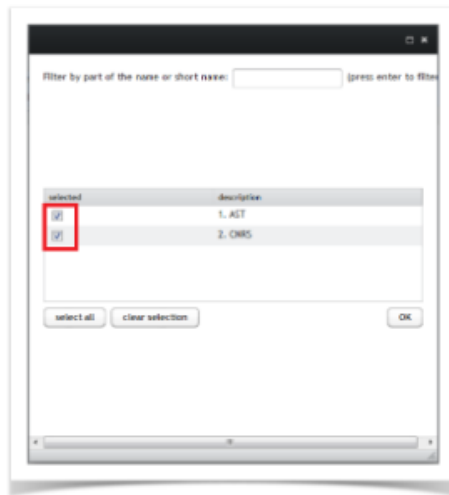 Filter by part of the name or short name: (press enter to filter
selected description
1. AST
2. CNRS
select all clear selection OK